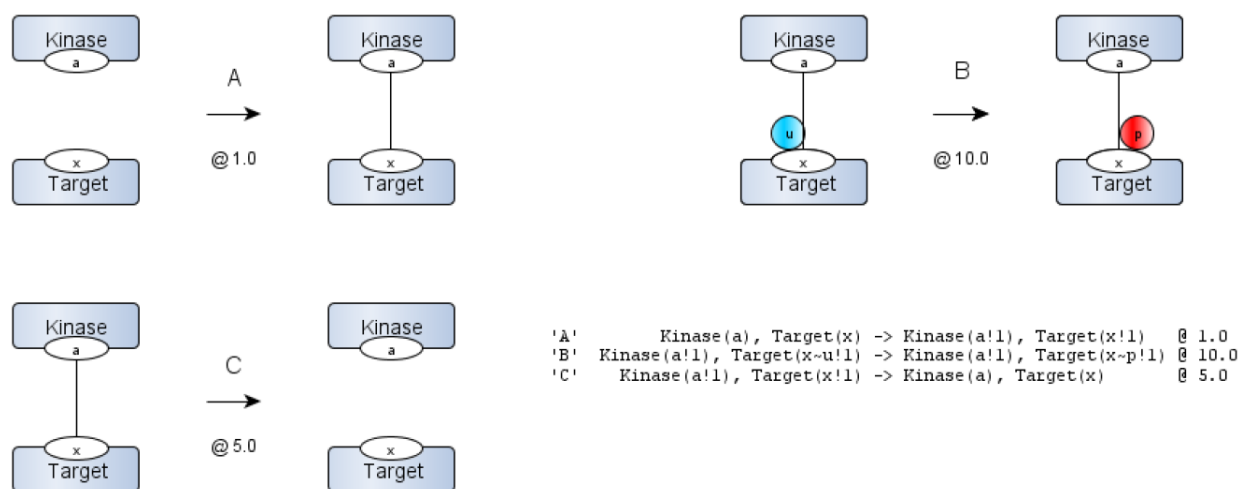 Kinase
a
A
@1.0
x
Target
Kinase
a
x
Target
Kinase
a
u
x
Target
B
@10.0
Kinase
a
p
x
Target
Kinase
a
x
Target
C
@5.0
Kinase
a
x
Target
'A' Kinase(a), Target(x) -> Kinase(a!1), Target(x!1) @ 1.0
'B' Kinase(a!1), Target(x~u!1) -> Kinase(a!1), Target(x~p!1) @ 10.0
'C' Kinase(a!1), Target(x!1) -> Kinase(a), Target(x) @ 5.0